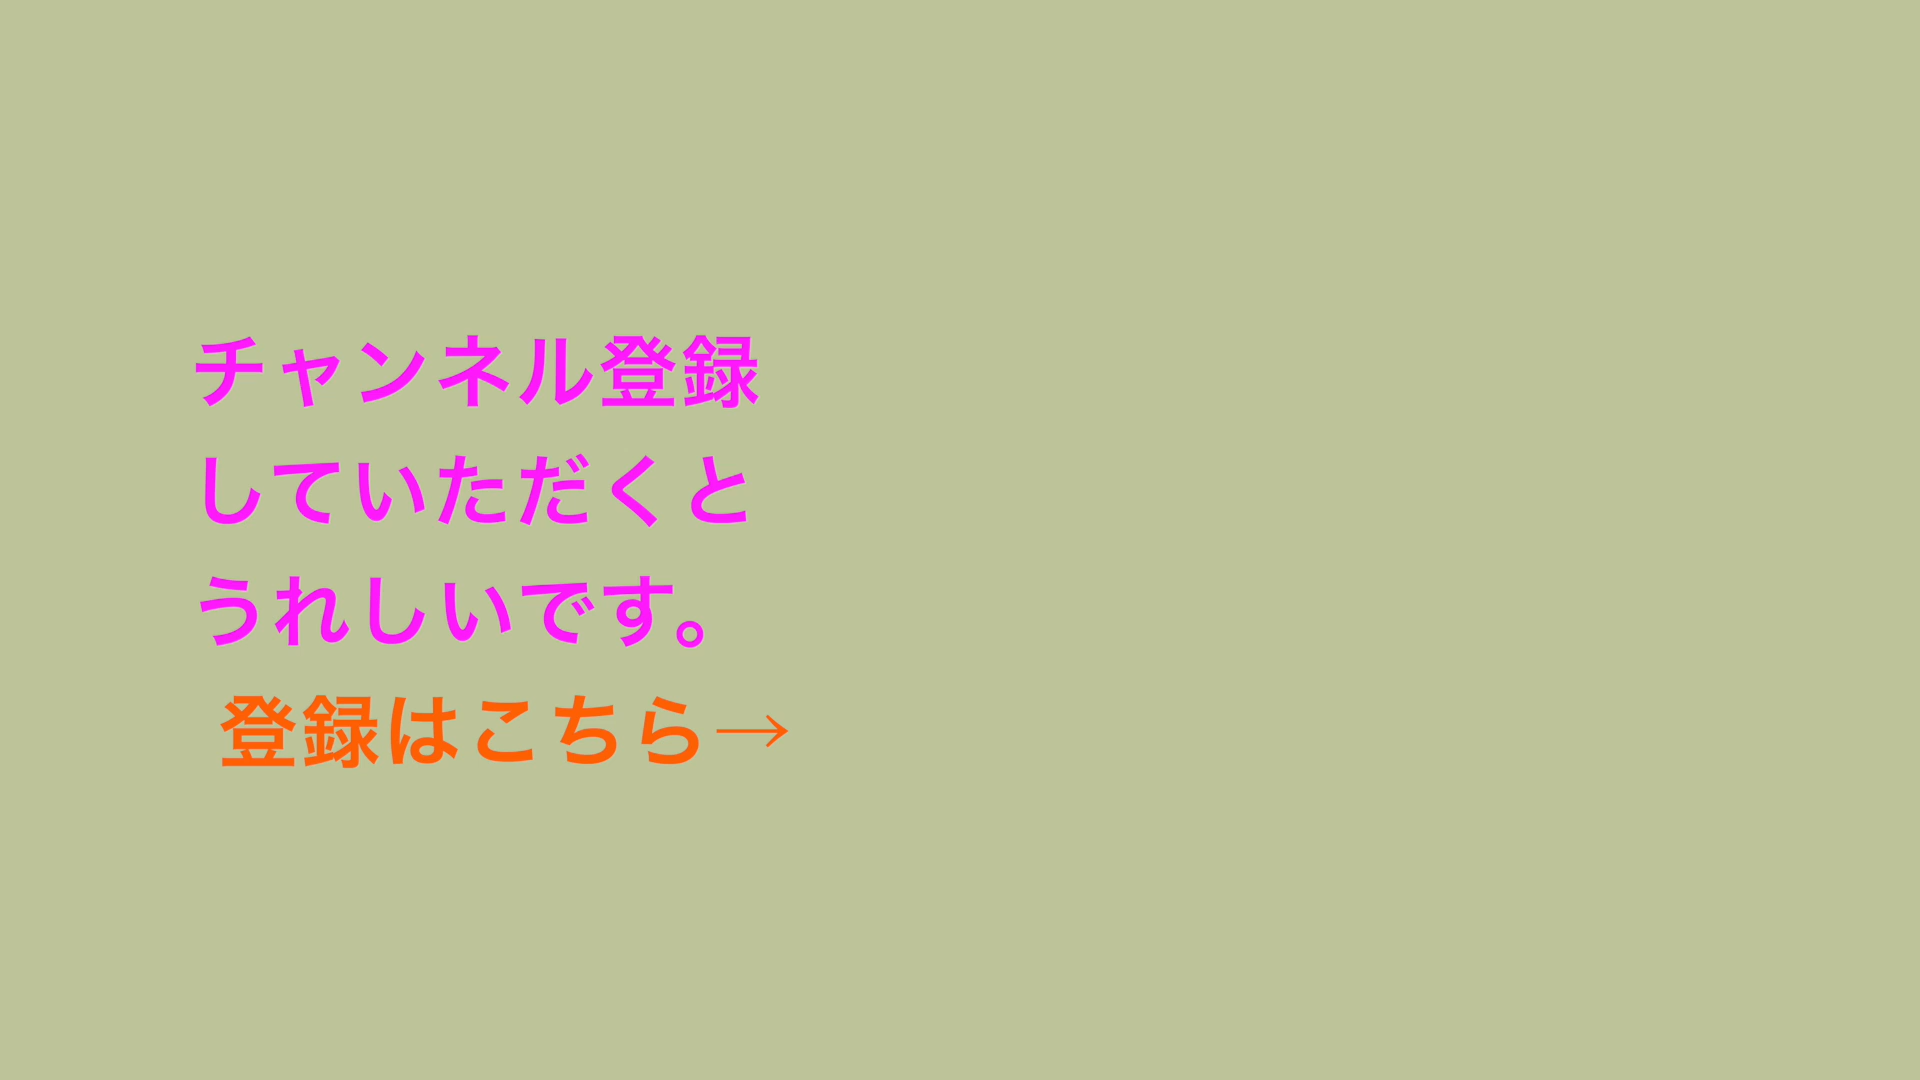 チャンネル登録
していただくと
うれしいです。
登録はこちら→